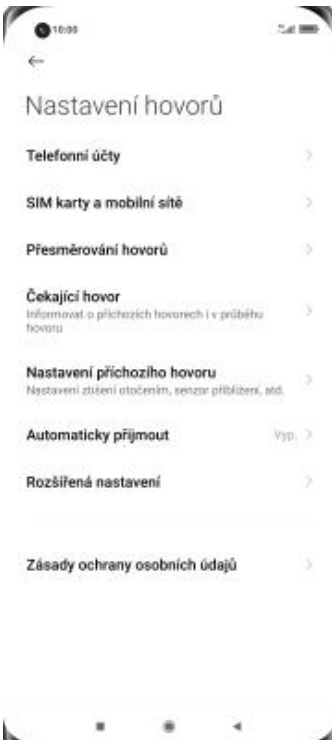 10:00
Nastavení hovorů
Telefonní účty
SIM karty a mobilní sítě
Přesměrování hovorů
Čekající hovor
Informovat o příchozích hovorech i v průběhu
hovoru
Nastavení příchozího hovoru
Nastavení ztišení otočením, senzor přiblížení, atd.
Automaticky přijmout
Vyp.
Rozšířená nastavení
Zásady ochrany osobních údajů